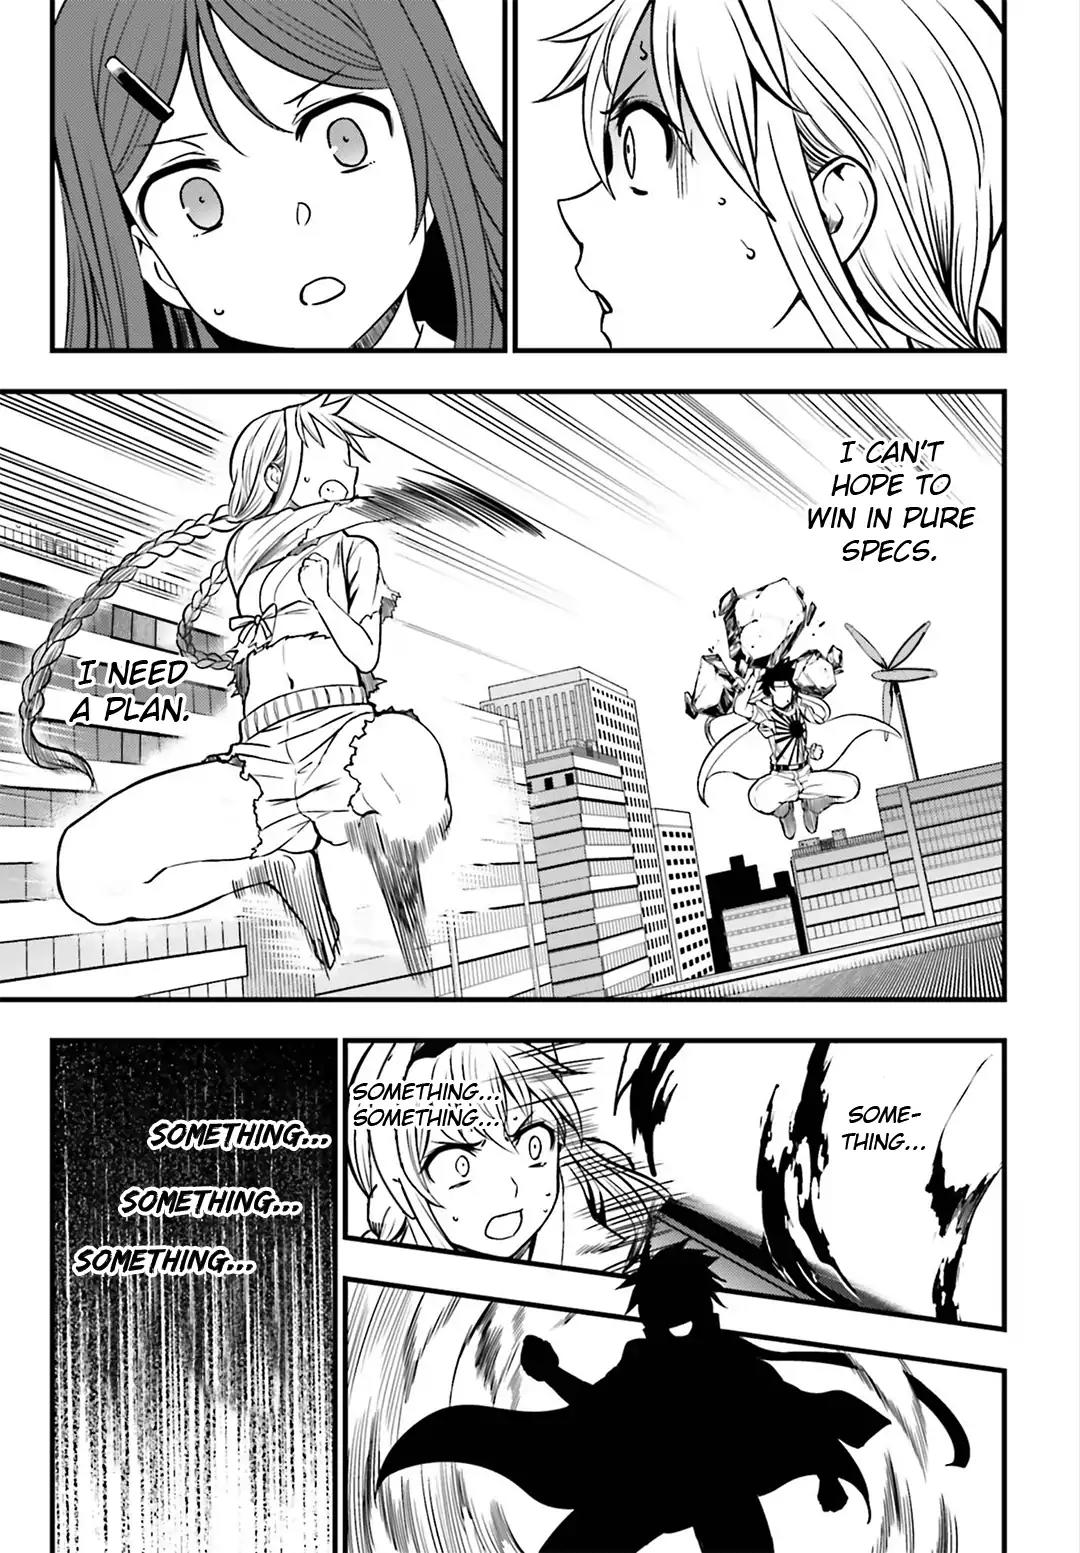 I CAN'T
HOPE TO
WIN IN PURE
SPECS.
I NEED
A PLAN.
SOME-
THING...
SOMETHING...
SOMETHING...
SOMETHING...
SOMETHING...
SOMETHING...